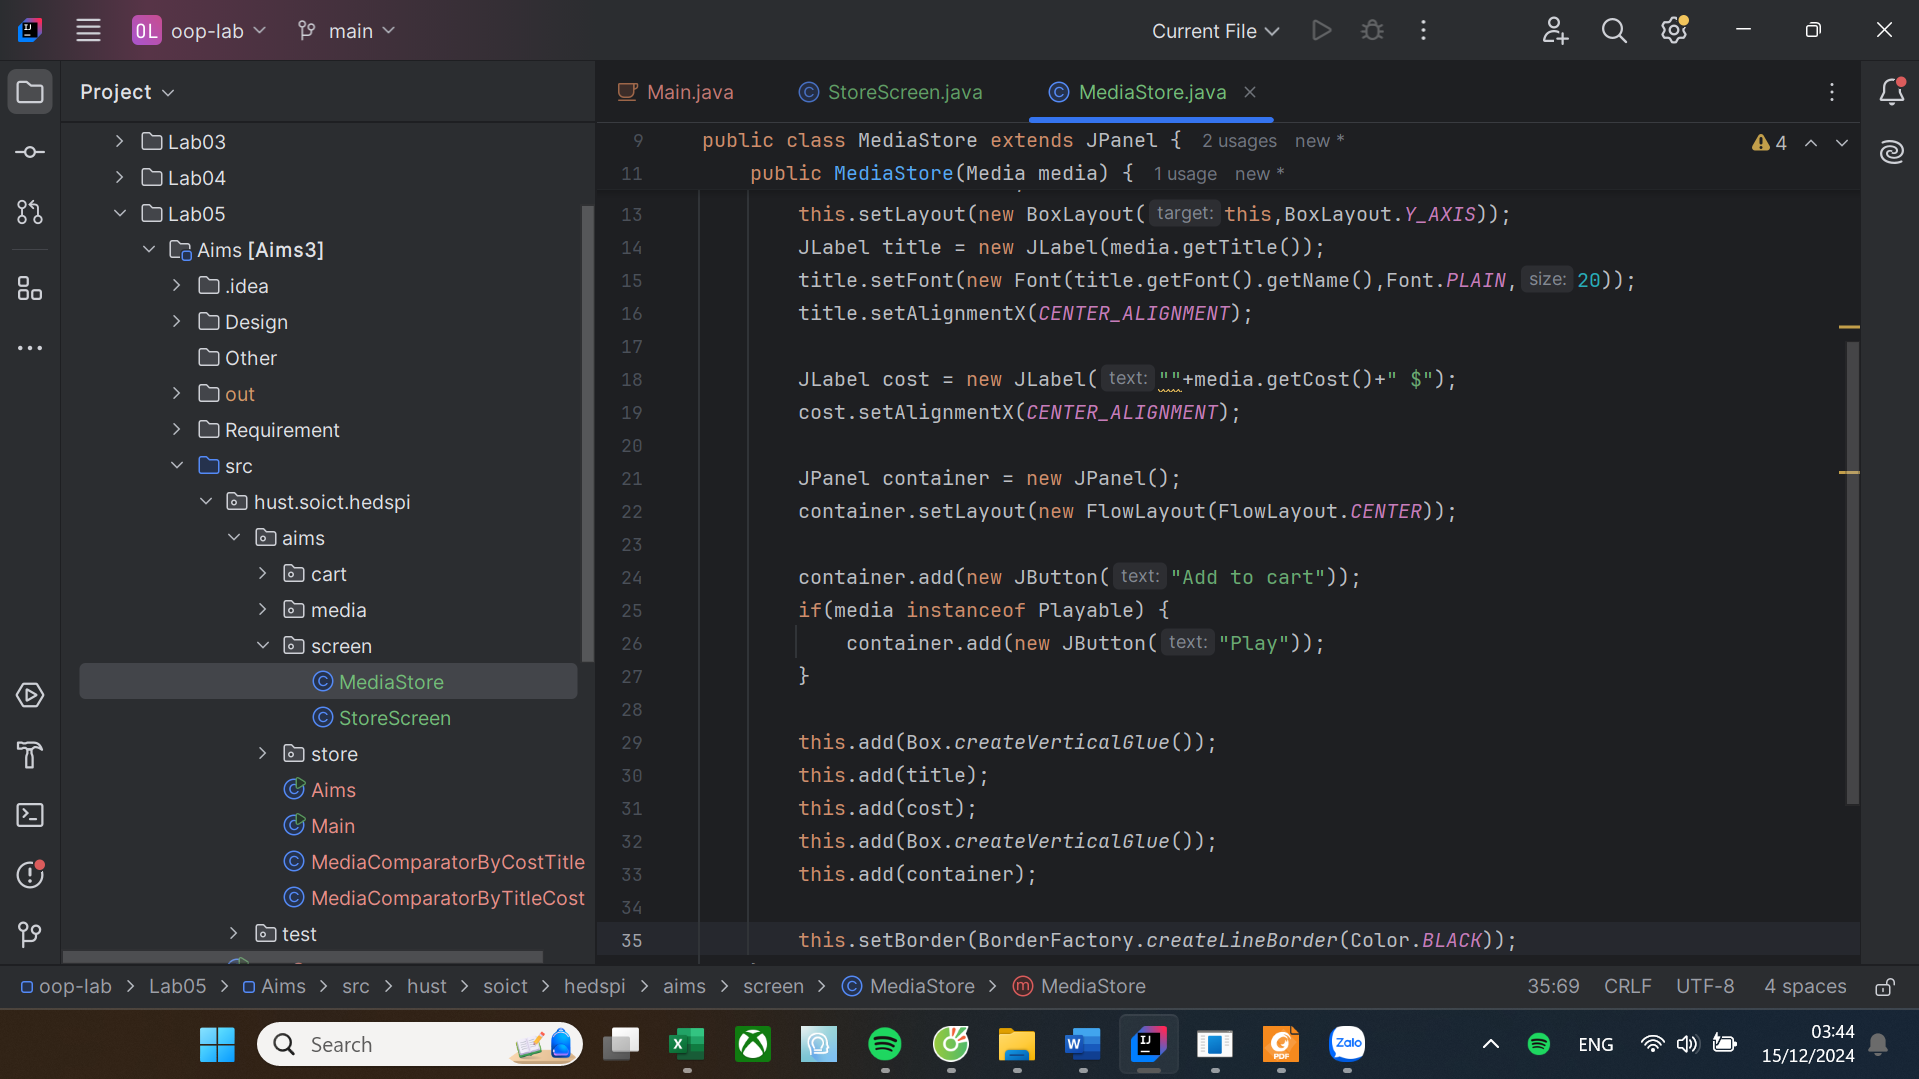 OL oop-lab main Current File
Project
Main.java StoreScreen.java MediaStore.java
Lab03
Lab04
Lab05
Aims [Aims3]
.idea
Design
Other
out
Requirement
src
hust.soict.hedspi
aims
cart
media
screen
MediaStore
StoreScreen
store
Aims
Main
MediaComparatorByCostTitle
MediaComparatorByTitleCost
test
9 public class MediaStore extends JPanel { 2 usages new *
4
11 public MediaStore(Media media) { 1 usage new *
13 this.setLayout(new BoxLayout( target: this,BoxLayout.Y_AXIS));
14 JLabel title = new JLabel(media.getTitle());
15 title.setFont(new Font(title.getFont().getName(),Font.PLAIN, size: 20));
16 title.setAlignmentX(CENTER_ALIGNMENT);
17
18 JLabel cost = new JLabel( text: ""+media.getCost()+" $");
19 cost.setAlignmentX(CENTER_ALIGNMENT);
20
21 JPanel container = new JPanel();
22 container.setLayout(new FlowLayout(FlowLayout.CENTER));
23
24 container.add(new JButton( text: "Add to cart"));
25 if(media instanceof Playable) {
26 container.add(new JButton( text: "Play"));
27 }
28
29 this.add(Box.createVerticalGlue());
30 this.add(title);
31 this.add(cost);
32 this.add(Box.createVerticalGlue());
33 this.add(container);
34
35 this.setBorder(BorderFactory.createLineBorder(Color.BLACK));
oop-lab > Lab05 > Aims > src > hust > soict > hedspi > aims > screen > MediaStore > MediaStore 35:69 CRLF UTF-8 4 spaces
Search
Zalo
ENG
03:44
15/12/2024